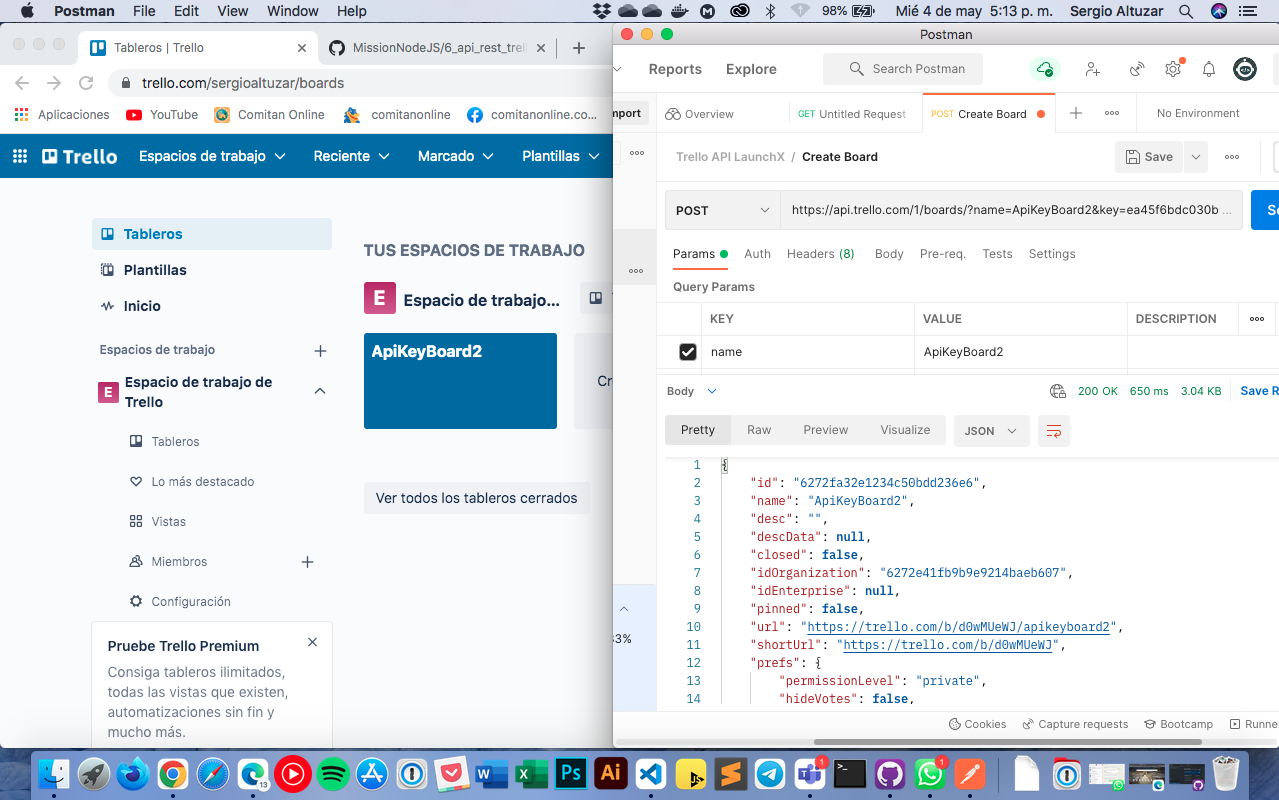 Postman File Edit View Window Help 98% Mié 4 de may 5:13 p. m. Sergio Altuzar
Tableros | Trello
MissionNodeJS/6_api_rest_trel
trello.com/sergioaltuzar/boards
Aplicaciones YouTube Comitan Online comitanonline comitanonline.co...
Trello Espacios de trabajo Reciente Marcado Plantillas
Tableros
Plantillas
Inicio
Espacios de trabajo
E
Espacio de trabajo de
Trello
Tableros
Lo más destacado
Vistas
Miembros
Configuración
Pruebe Trello Premium
Consiga tableros ilimitados,
todas las vistas que existen,
automatizaciones sin fin y
mucho más.
TUS ESPACIOS DE TRABAJO
E Espacio de trabajo...
ApiKeyBoard2
Cr
Ver todos los tableros cerrados
Postman
Reports Explore Search Postman
mport Overview GET Untitled Request POST Create Board No Environment
Trello API LaunchX / Create Board Save
POST https://api.trello.com/1/boards/?name=ApiKeyBoard2&key=ea45f6bdc030b ... Se
Params Auth Headers (8) Body Pre-req. Tests Settings
Query Params
KEY VALUE DESCRIPTION
name ApiKeyBoard2
Body 200 OK 650 ms 3.04 KB Save R
Pretty Raw Preview Visualize JSON
1 {
2 "id": "6272fa32e1234c50bdd236e6",
3 "name": "ApiKeyBoard2",
4 "desc": "",
5 "descData": null,
6 "closed": false,
7 "idOrganization": "6272e41fb9b9e9214baeb607",
8 "idEnterprise": null,
9 "pinned": false,
10 "url": "https://trello.com/b/d0wMUeWJ/apikeyboard2",
11 "shortUrl": "https://trello.com/b/d0wMUeWJ",
12 "prefs": {
13 "permissionLevel": "private",
14 "hideVotes": false,
33%
Cookies Capture requests Bootcamp Runne
13 W X Ps Ai 1 1